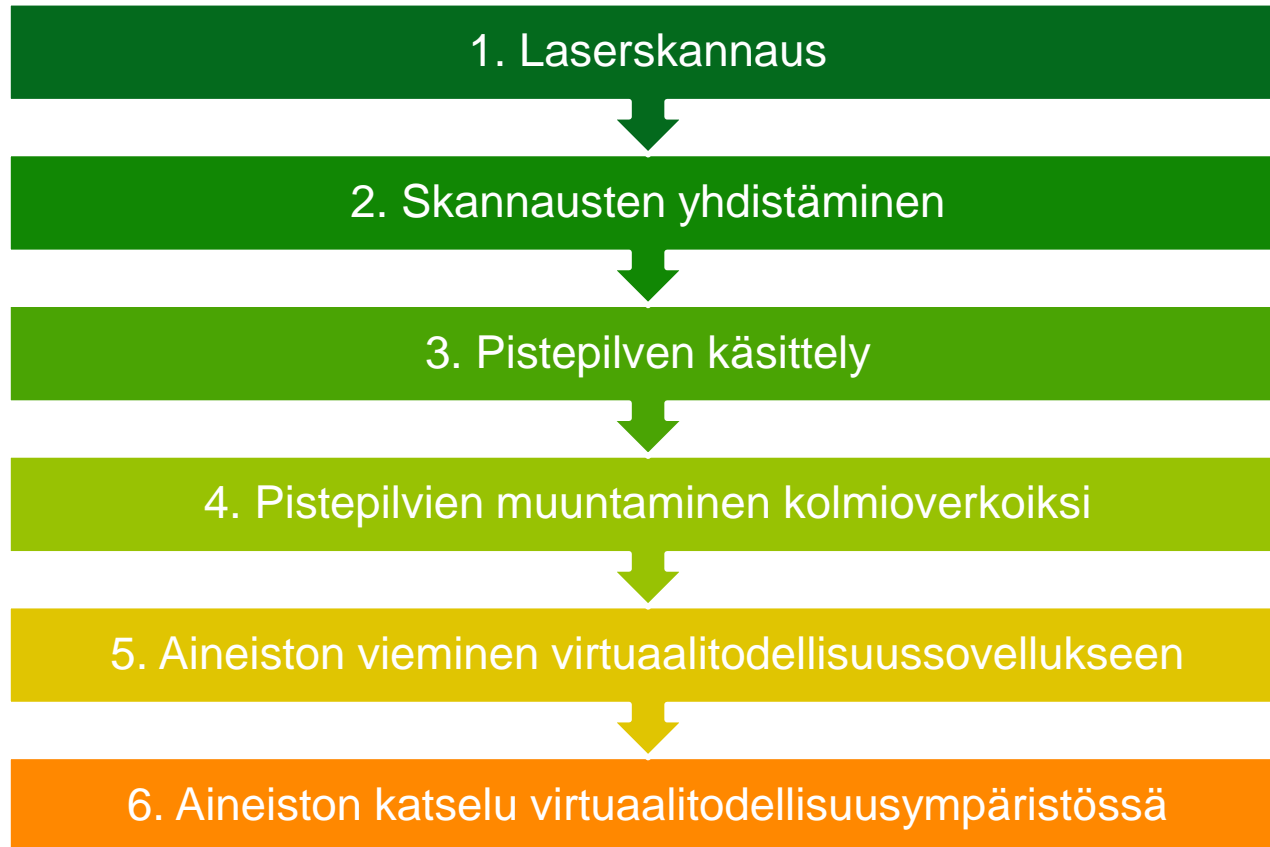 1. Laserskannaus
2. Skannausten yhdistäminen
3. Pistepilven käsittely
4. Pistepilvien muuntaminen kolmioverkoiksi
5. Aineiston vieminen virtuaalitodellisuussovellukseen
6. Aineiston katselu virtuaalitodellisuusympäristössä